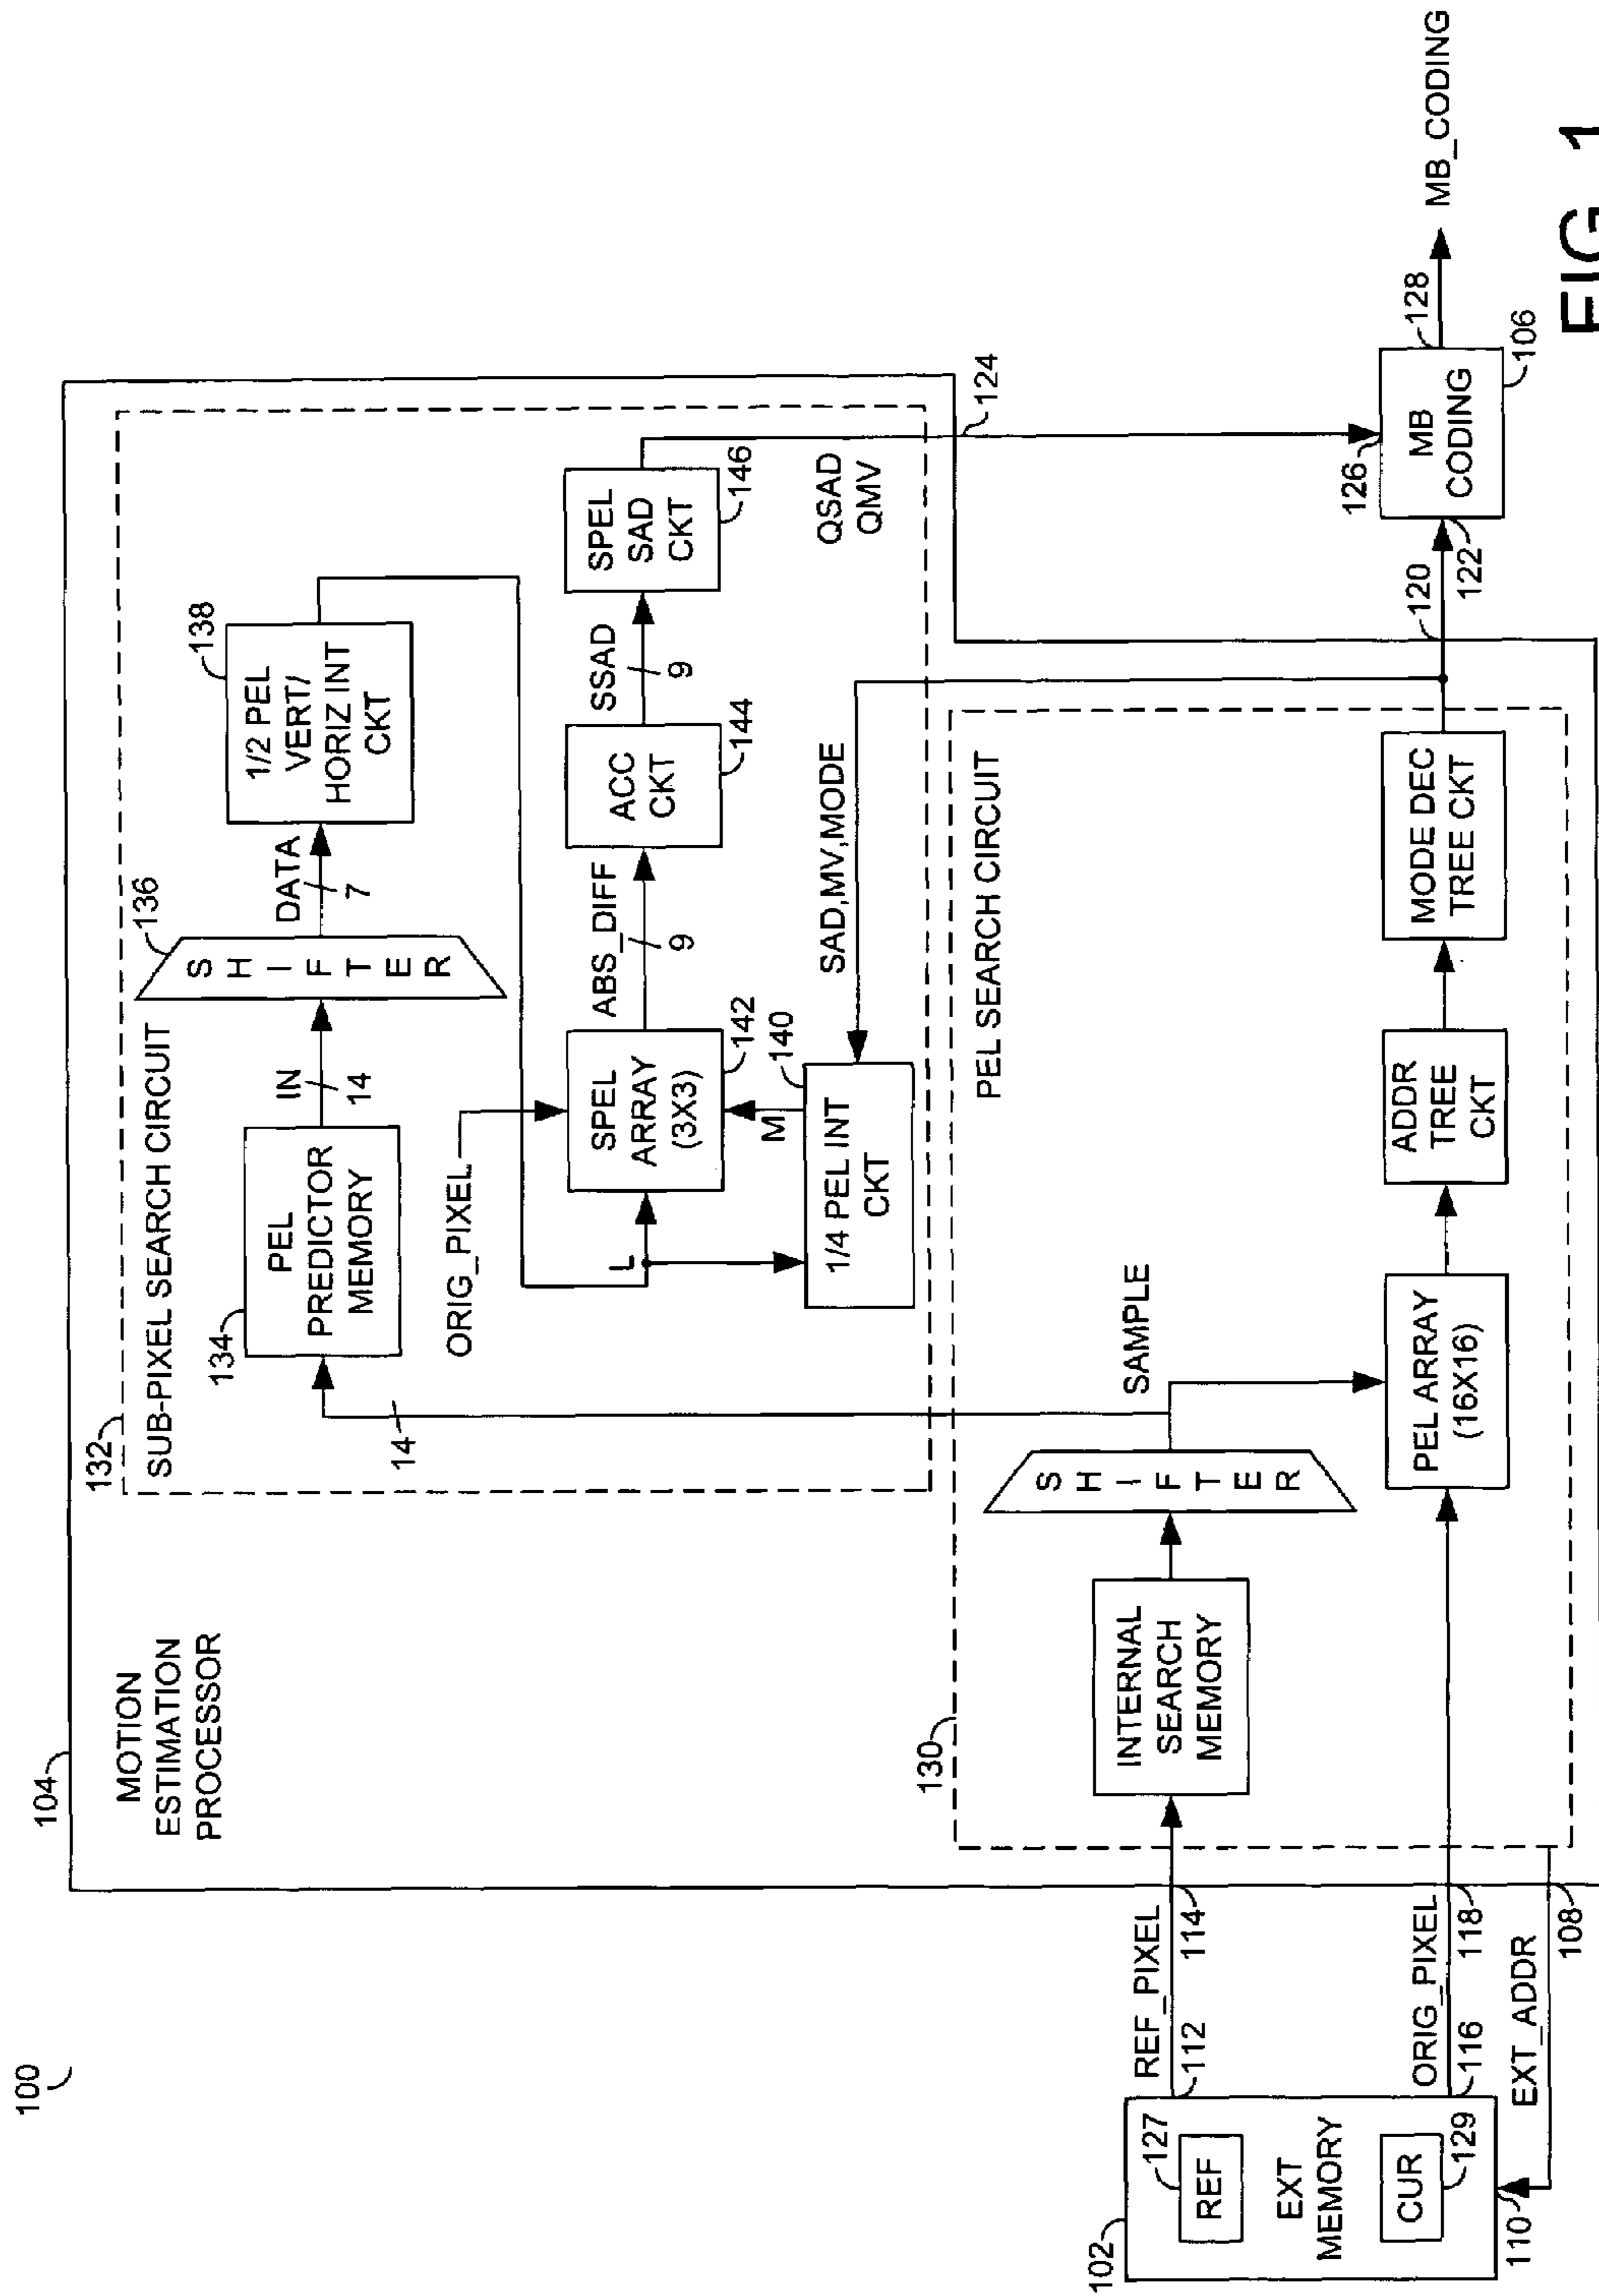 100
104
MOTION
ESTIMATION
PROCESSOR
132
SUB-PIXEL SEARCH CIRCUIT
134
PEL
PREDICTOR
MEMORY
IN
14
136
SHIFTER
DATA
7
138
1/2 PEL
VERT/
HORIZ INT
CKT
14
ORIG_PIXEL
L
SPEL
ARRAY
(3X3)
142
ABS_DIFF
9
ACC
CKT
144
SSAD
9
SPEL
SAD
CKT
146
M
140
1/4 PEL INT
CKT
SAD,MV,MODE
QSAD
QMV
124
130
PEL SEARCH CIRCUIT
INTERNAL
SEARCH
MEMORY
SHIFTER
SAMPLE
PEL ARRAY
(16X16)
ADDR
TREE
CKT
MODE DEC
TREE CKT
120
122
126
MB
CODING
106
128
MB_CODING
102
127
REF
EXT
MEMORY
CUR
129
110
REF_PIXEL
112
114
ORIG_PIXEL
116
118
EXT_ADDR
108
FIG. 1